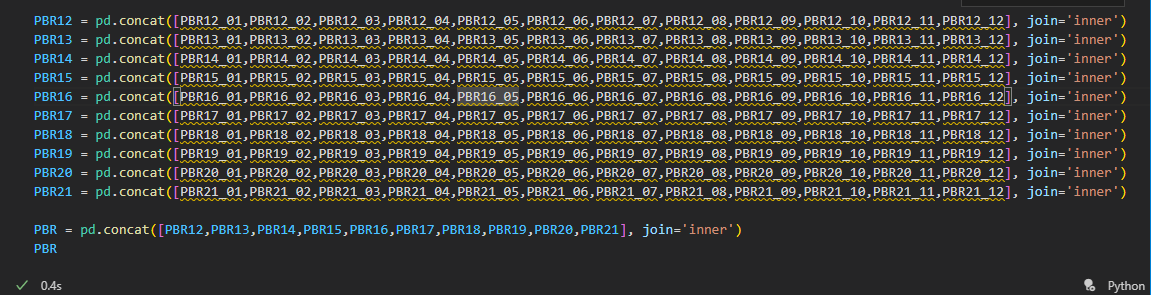 PBR12 = pd.concat([PBR12_01,PBR12_02,PBR12_03,PBR12_04,PBR12_05,PBR12_06,PBR12_07,PBR12_08,PBR12_09,PBR12_10,PBR12_11,PBR12_12], join='inner')
PBR13 = pd.concat([PBR13_01,PBR13_02,PBR13_03,PBR13_04,PBR13_05,PBR13_06,PBR13_07,PBR13_08,PBR13_09,PBR13_10,PBR13_11,PBR13_12], join='inner')
PBR14 = pd.concat([PBR14_01,PBR14_02,PBR14_03,PBR14_04,PBR14_05,PBR14_06,PBR14_07,PBR14_08,PBR14_09,PBR14_10,PBR14_11,PBR14_12], join='inner')
PBR15 = pd.concat([PBR15_01,PBR15_02,PBR15_03,PBR15_04,PBR15_05,PBR15_06,PBR15_07,PBR15_08,PBR15_09,PBR15_10,PBR15_11,PBR15_12], join='inner')
PBR16 = pd.concat([PBR16_01,PBR16_02,PBR16_03,PBR16_04,PBR16_05,PBR16_06,PBR16_07,PBR16_08,PBR16_09,PBR16_10,PBR16_11,PBR16_12], join='inner')
PBR17 = pd.concat([PBR17_01,PBR17_02,PBR17_03,PBR17_04,PBR17_05,PBR17_06,PBR17_07,PBR17_08,PBR17_09,PBR17_10,PBR17_11,PBR17_12], join='inner')
PBR18 = pd.concat([PBR18_01,PBR18_02,PBR18_03,PBR18_04,PBR18_05,PBR18_06,PBR18_07,PBR18_08,PBR18_09,PBR18_10,PBR18_11,PBR18_12], join='inner')
PBR19 = pd.concat([PBR19_01,PBR19_02,PBR19_03,PBR19_04,PBR19_05,PBR19_06,PBR19_07,PBR19_08,PBR19_09,PBR19_10,PBR19_11,PBR19_12], join='inner')
PBR20 = pd.concat([PBR20_01,PBR20_02,PBR20_03,PBR20_04,PBR20_05,PBR20_06,PBR20_07,PBR20_08,PBR20_09,PBR20_10,PBR20_11,PBR20_12], join='inner')
PBR21 = pd.concat([PBR21_01,PBR21_02,PBR21_03,PBR21_04,PBR21_05,PBR21_06,PBR21_07,PBR21_08,PBR21_09,PBR21_10,PBR21_11,PBR21_12], join='inner')
PBR = pd.concat([PBR12,PBR13,PBR14,PBR15,PBR16,PBR17,PBR18,PBR19,PBR20,PBR21], join='inner')
PBR
0.4s Python